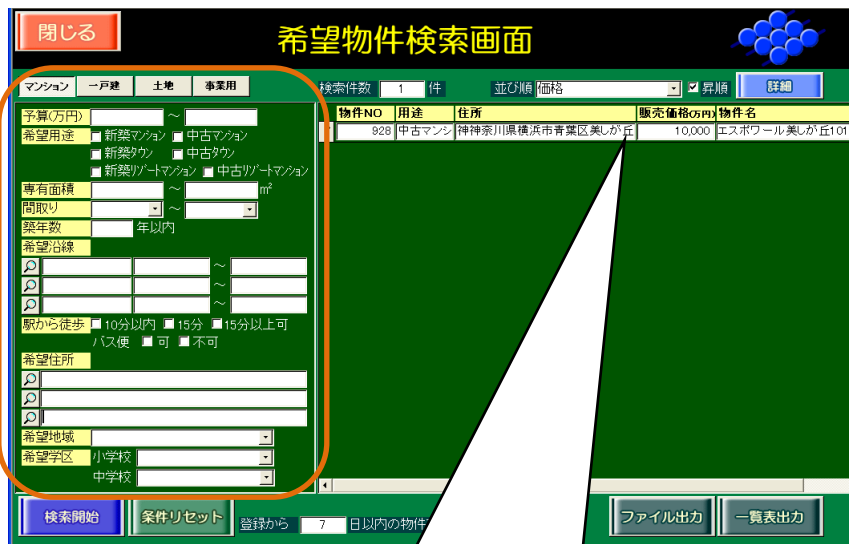 閉じる
希望物件検索画面
マンション 一戸建 土地 事業用
検索件数 1 件 並び順 価格 昇順 詳細
予算(万円) ～
希望用途 新築マンション 中古マンション
新築タウン 中古タウン
新築リゾートマンション 中古リゾートマンション
専有面積 ～ ㎡
間取り ～
築年数 年以内
希望沿線
～
～
～
駅から徒歩 10分以内 15分 15分以上可
バス便 可 不可
希望住所
希望地域
希望学区 小学校
中学校
物件NO 用途 住所 販売価格(万円) 物件名
928 中古マンシ 神神奈川県横浜市青葉区美しが丘 10,000 エスポワール美しが丘101
検索開始 条件リセット 登録から 7 日以内の物件 ファイル出力 一覧表出力